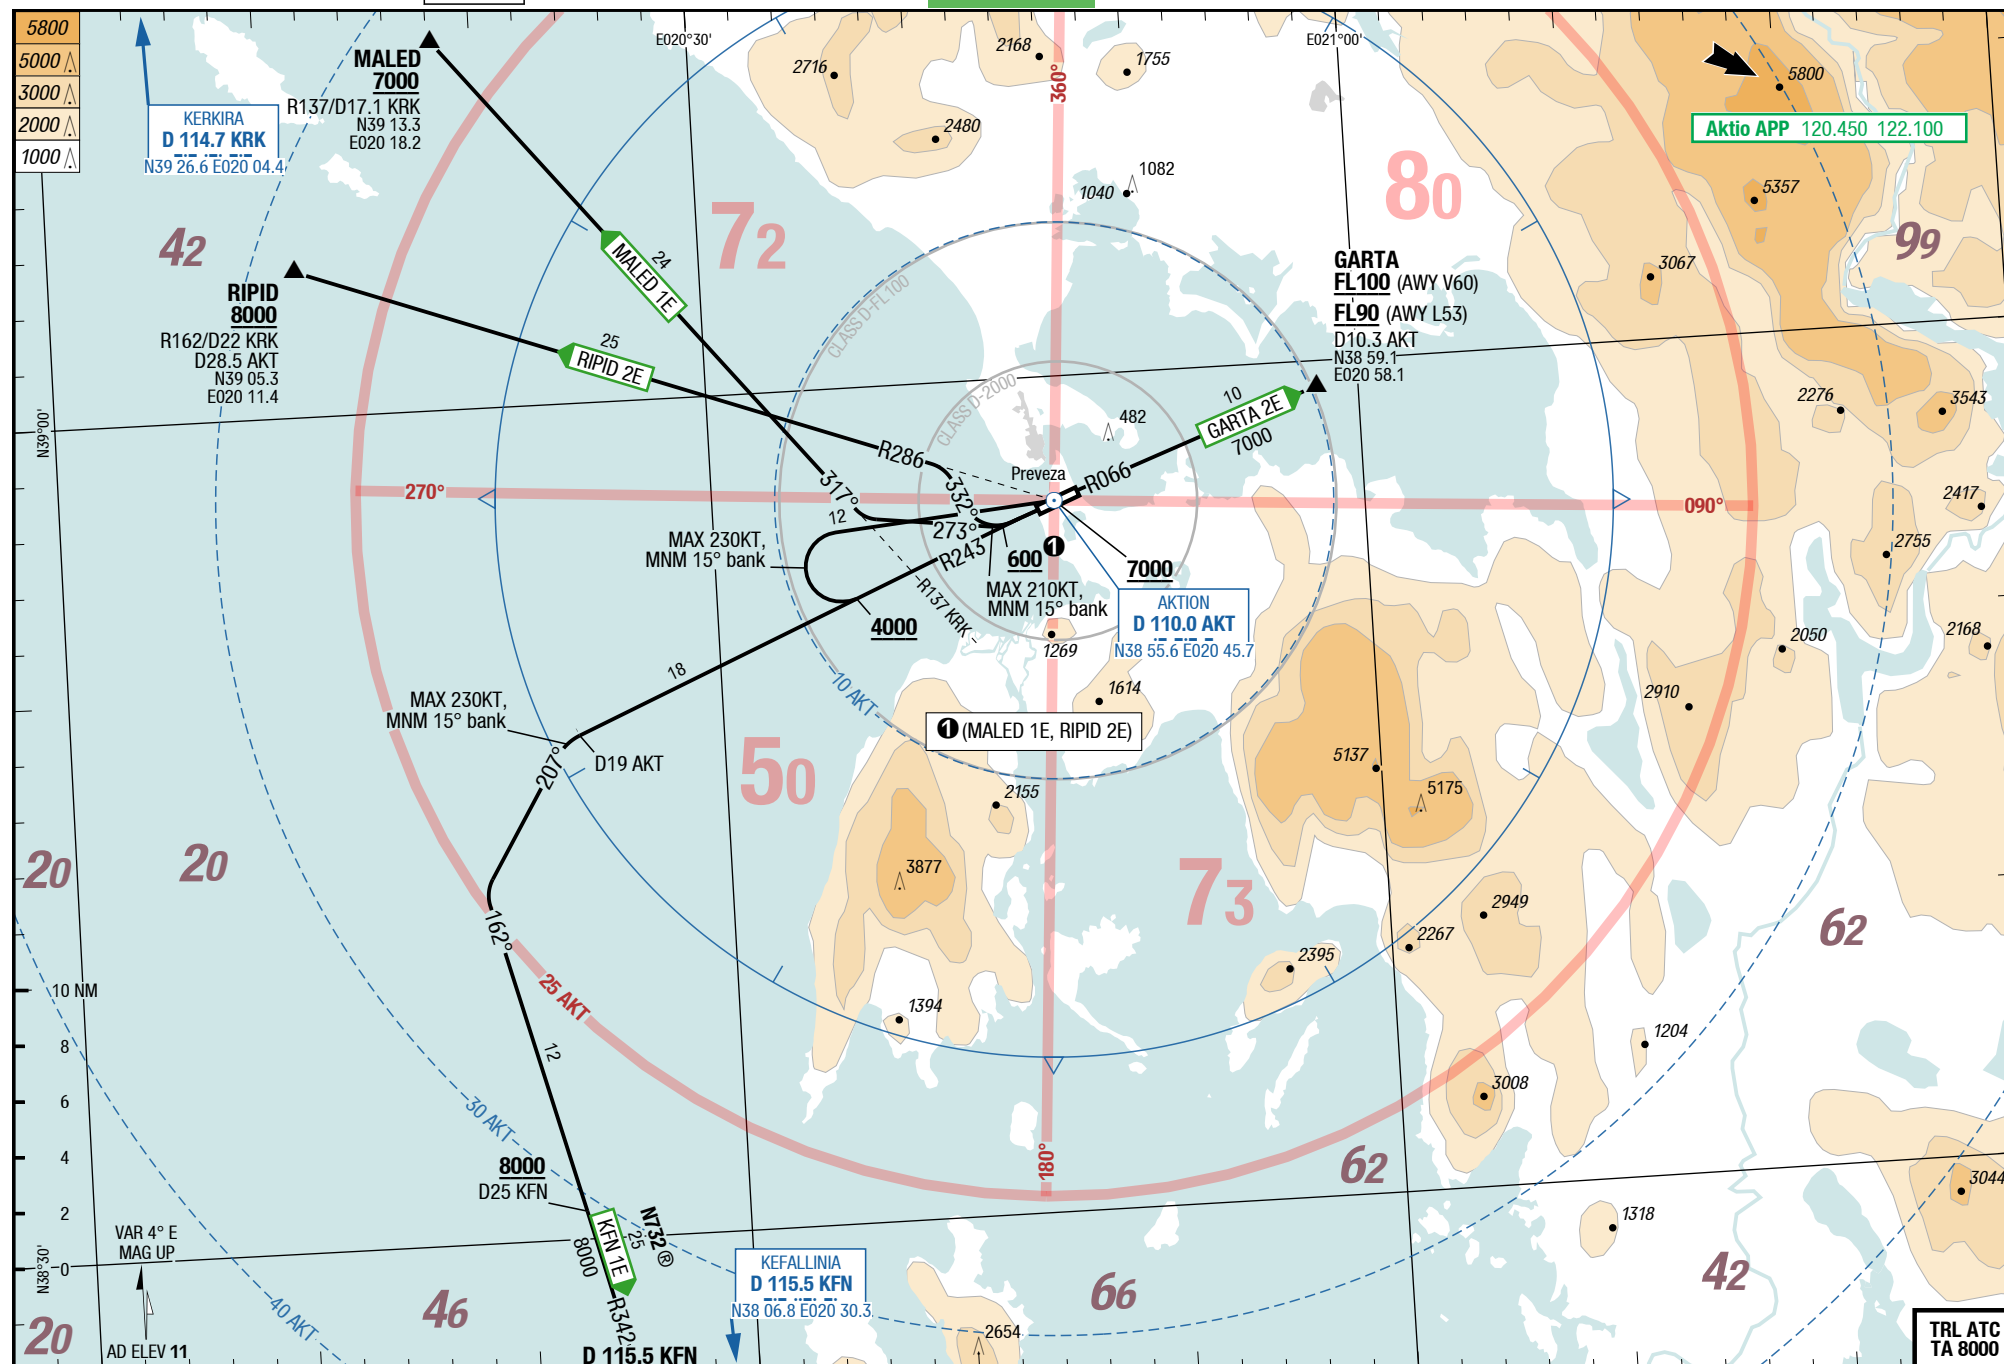 5800
5000
3000
2000
1000
KERKIRA
D 114.7 KRK
N39 26.6 E020 04.4
MALED
7000
R137/D17.1 KRK
N39 13.3
E020 18.2
RIPID
8000
R162/D22 KRK
D28.5 AKT
N39 05.3
E020 11.4
E020°30'
E021°00'
N39°00'
N38°30'
2716
2168
1755
2480
1040
1082
360°
Aktio APP 120.450 122.100
5800
5357
3067
42
72
80
99
MALED 1E
24
RIPID 2E
25
CLASS D-FL100
CLASS D-2000
GARTA
FL100 (AWY V60)
FL90 (AWY L53)
D10.3 AKT
N38 59.1
E020 58.1
GARTA 2E
10
7000
482
Preveza
R066
R286
332°
317°
12
273°
R243
270°
090°
2276
3543
2417
2755
2050
2168
2910
MAX 230KT,
MNM 15° bank
600 1
MAX 210KT,
MNM 15° bank
7000
R137 KRK
4000
AKTION
D 110.0 AKT
N38 55.6 E020 45.7
1269
1614
1 (MALED 1E, RIPID 2E)
10 AKT
18
MAX 230KT,
MNM 15° bank
D19 AKT
207°
162°
50
73
20
20
62
5137
5175
2155
3877
2949
2267
2395
1394
1204
3008
25 AKT
30 AKT
40 AKT
180°
12
10 NM
8
6
4
2
0
8000
D25 KFN
N732 R
KFN 1E
25
8000
R342
D 115.5 KFN
KEFALLINIA
D 115.5 KFN
N38 06.8 E020 30.3
VAR 4° E
MAG UP
AD ELEV 11
20
46
66
62
42
2654
1318
3044
TRL ATC
TA 8000